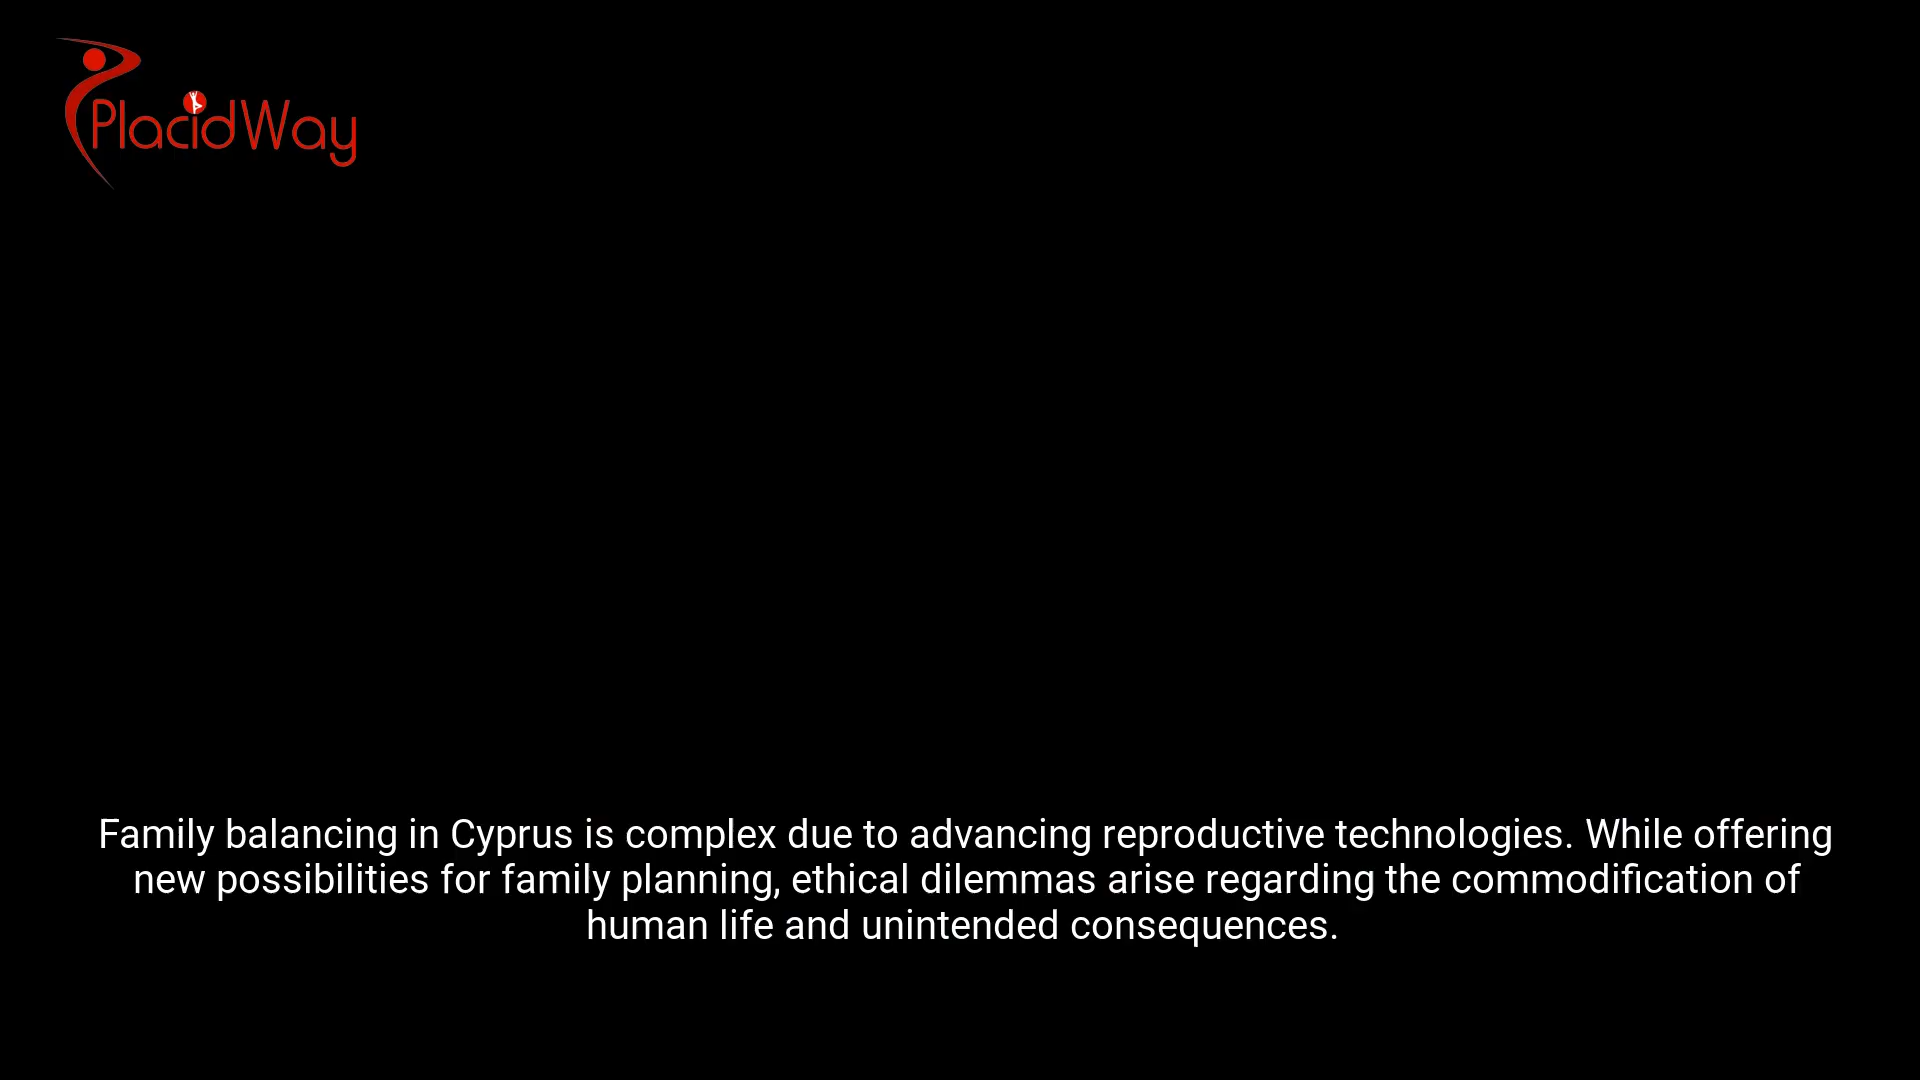 PlacidWay
Family balancing in Cyprus is complex due to advancing reproductive technologies. While offering
new possibilities for family planning, ethical dilemmas arise regarding the commodification of
human life and unintended consequences.